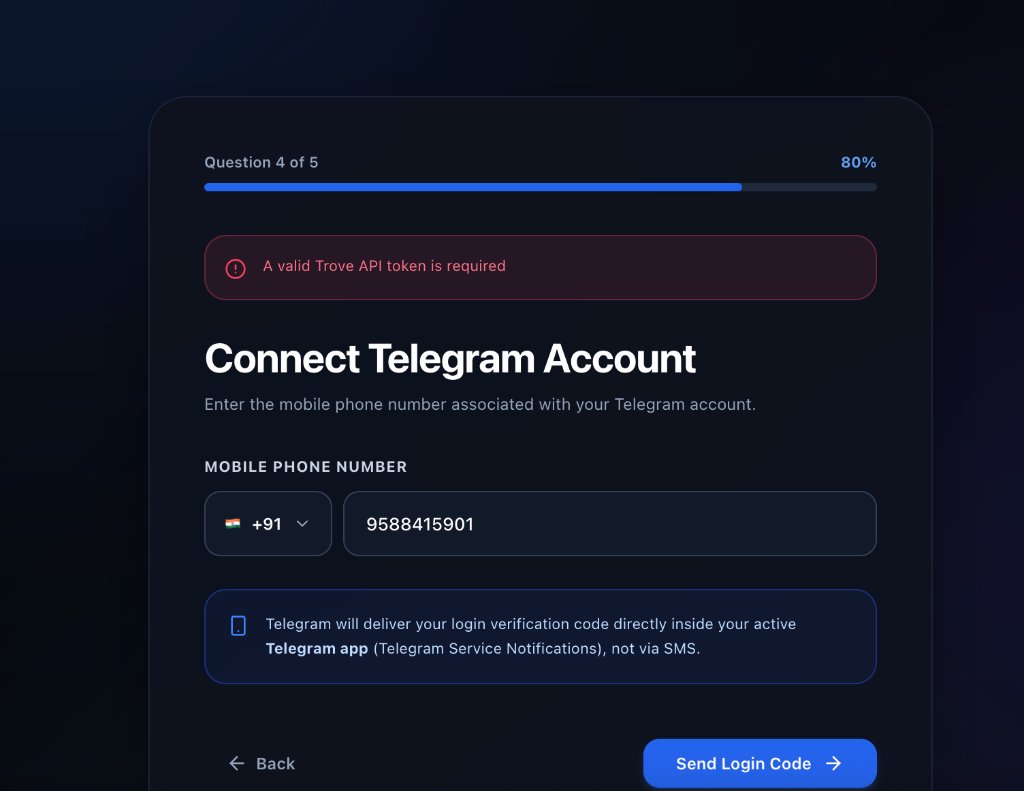 Question 4 of 5
80%
A valid Trove API token is required
Connect Telegram Account
Enter the mobile phone number associated with your Telegram account.
MOBILE PHONE NUMBER
+91
9588415901
Telegram will deliver your login verification code directly inside your active
Telegram app (Telegram Service Notifications), not via SMS.
Back
Send Login Code